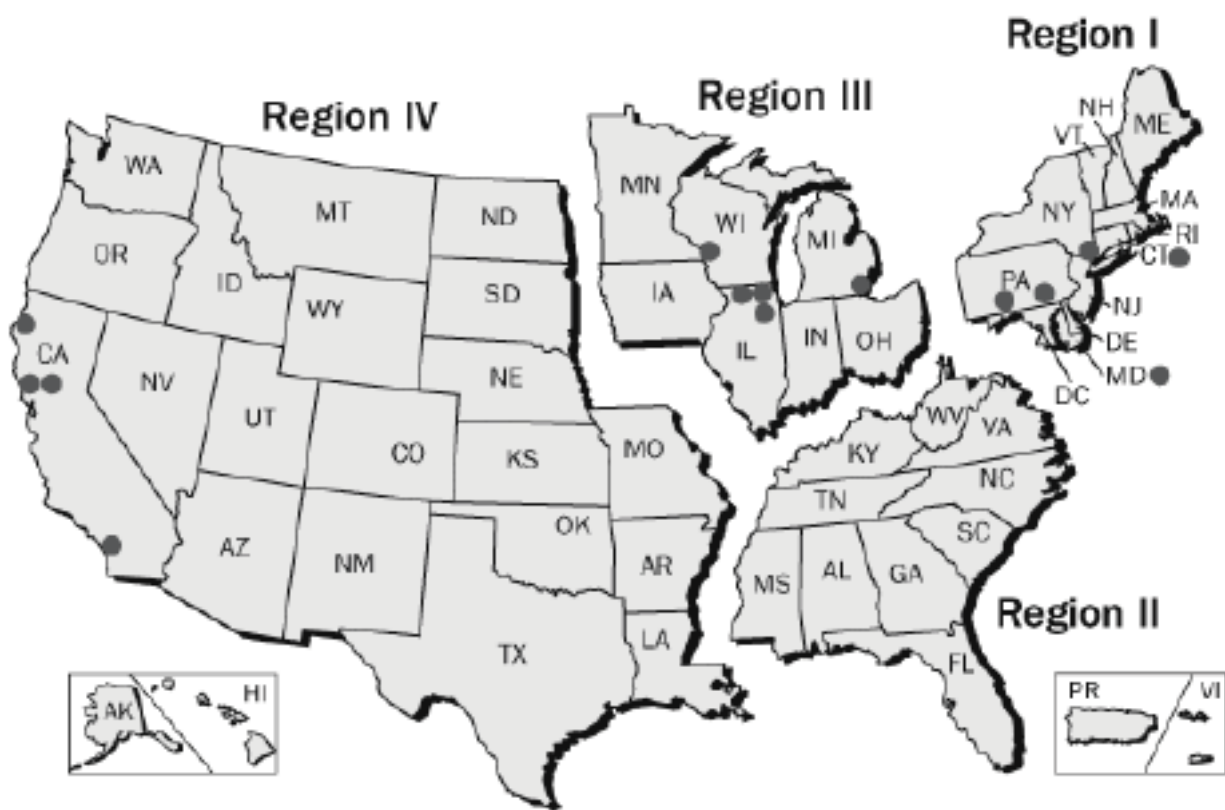 Region I
Region III
Region IV
NH
ME
VT
WA
MT
ND
MN
WI
MI
NY
MA
RI
CT
OR
ID
SD
IA
PA
NJ
WY
IL
IN
OH
DE
MD
DC
CA
NV
UT
CO
NE
KS
MO
WV
VA
KY
NC
TN
SC
AZ
NM
OK
AR
MS
AL
GA
Region II
TX
LA
FL
AK
HI
PR
VI